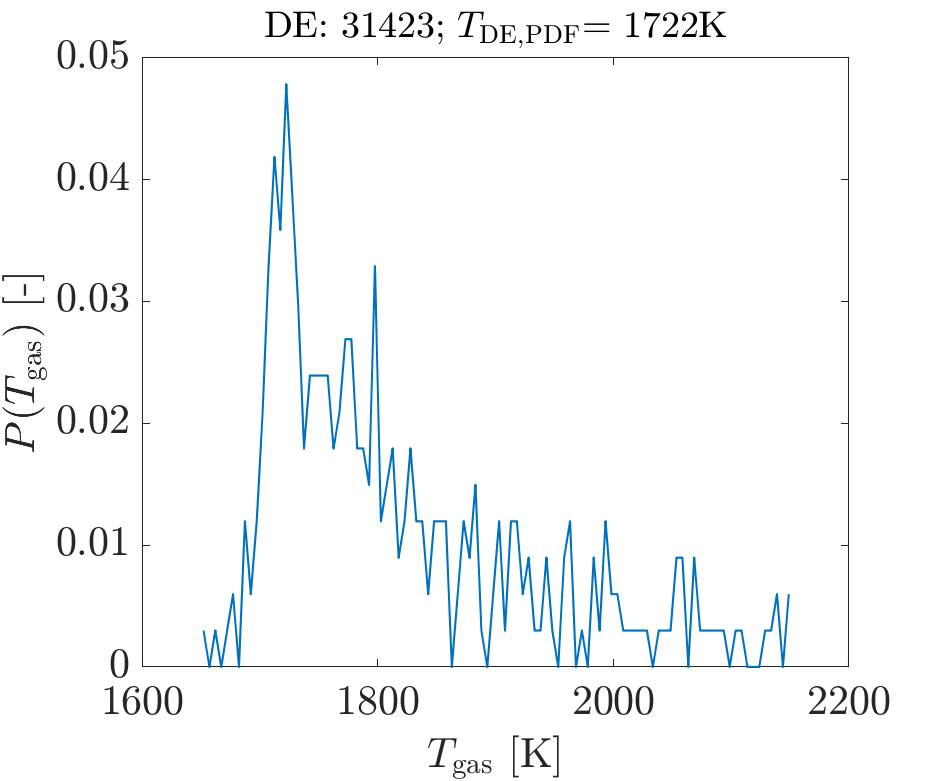 DE: 31423; T_DE,PDF= 1722K
0.05
0.04
0.03
0.02
0.01
0
P(T_gas) [-]
1600 1800 2000 2200
T_gas [K]